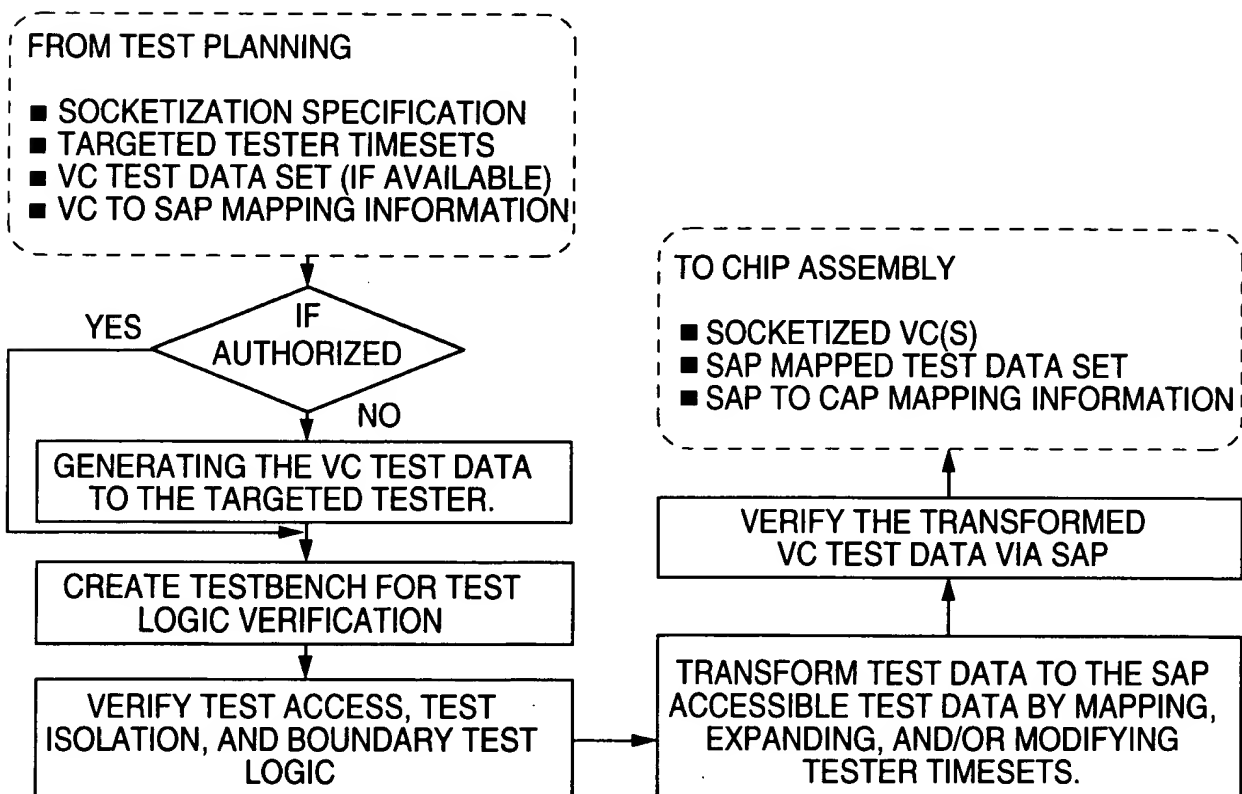 FROM TEST PLANNING
■ SOCKETIZATION SPECIFICATION
■ TARGETED TESTER TIMESETS
■ VC TEST DATA SET (IF AVAILABLE)
■ VC TO SAP MAPPING INFORMATION
YES
IF
AUTHORIZED
NO
GENERATING THE VC TEST DATA
TO THE TARGETED TESTER.
CREATE TESTBENCH FOR TEST
LOGIC VERIFICATION
VERIFY TEST ACCESS, TEST
ISOLATION, AND BOUNDARY TEST
LOGIC
TRANSFORM TEST DATA TO THE SAP
ACCESSIBLE TEST DATA BY MAPPING,
EXPANDING, AND/OR MODIFYING
TESTER TIMESETS.
VERIFY THE TRANSFORMED
VC TEST DATA VIA SAP
TO CHIP ASSEMBLY
■ SOCKETIZED VC(S)
■ SAP MAPPED TEST DATA SET
■ SAP TO CAP MAPPING INFORMATION